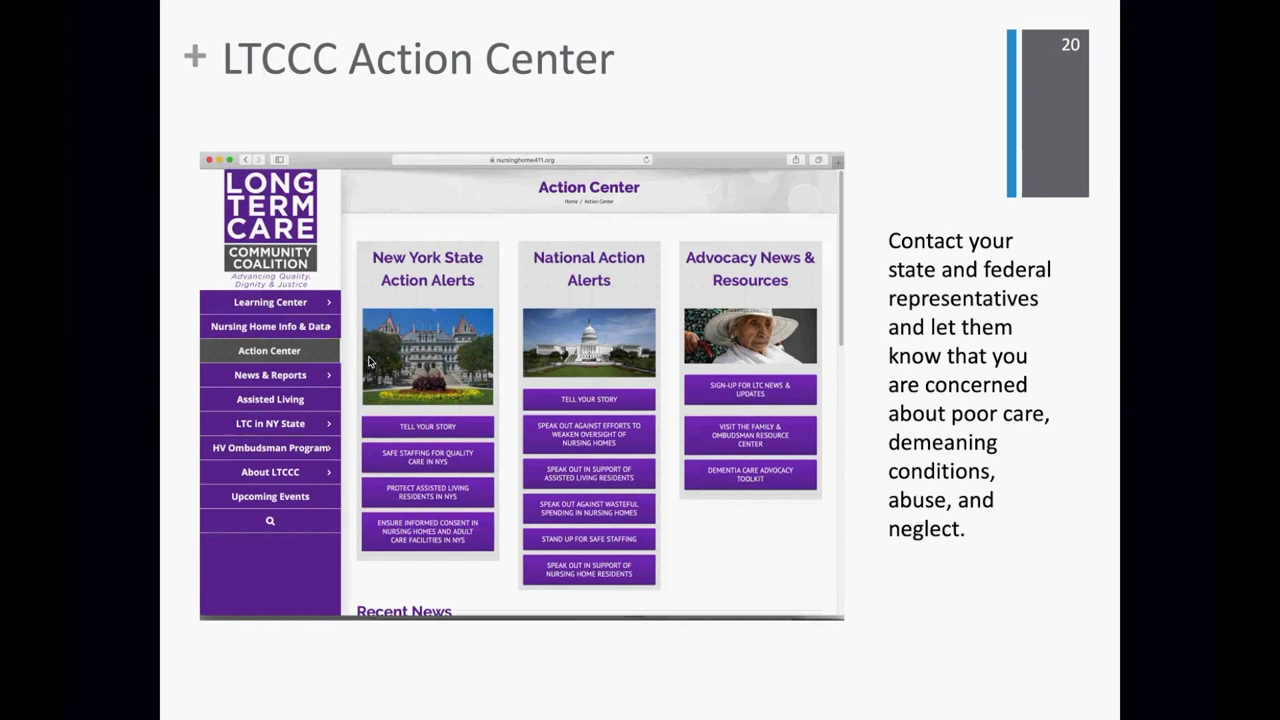 + LTCCC Action Center
20
nursinghome411.org
LONG
TERM
CARE
COMMUNITY
COALITION
Advancing Quality,
Dignity & Justice
Learning Center
Nursing Home Info & Data
Action Center
News & Reports
Assisted Living
LTC in NY State
HV Ombudsman Program
About LTCCC
Upcoming Events
Action Center
Home / Action Center
New York State
Action Alerts
TELL YOUR STORY
SAFE STAFFING FOR QUALITY
CARE IN NYS
PROTECT ASSISTED LIVING
RESIDENTS IN NYS
ENSURE INFORMED CONSENT IN
NURSING HOMES AND ADULT
CARE FACILITIES IN NYS
National Action
Alerts
TELL YOUR STORY
SPEAK OUT AGAINST EFFORTS TO
WEAKEN OVERSIGHT OF
NURSING HOMES
SPEAK OUT IN SUPPORT OF
ASSISTED LIVING RESIDENTS
SPEAK OUT AGAINST WASTEFUL
SPENDING IN NURSING HOMES
STAND UP FOR SAFE STAFFING
SPEAK OUT IN SUPPORT OF
NURSING HOME RESIDENTS
Advocacy News &
Resources
SIGN-UP FOR LTC NEWS &
UPDATES
VISIT THE FAMILY &
OMBUDSMAN RESOURCE
CENTER
DEMENTIA CARE ADVOCACY
TOOLKIT
Recent News
Contact your
state and federal
representatives
and let them
know that you
are concerned
about poor care,
demeaning
conditions,
abuse, and
neglect.